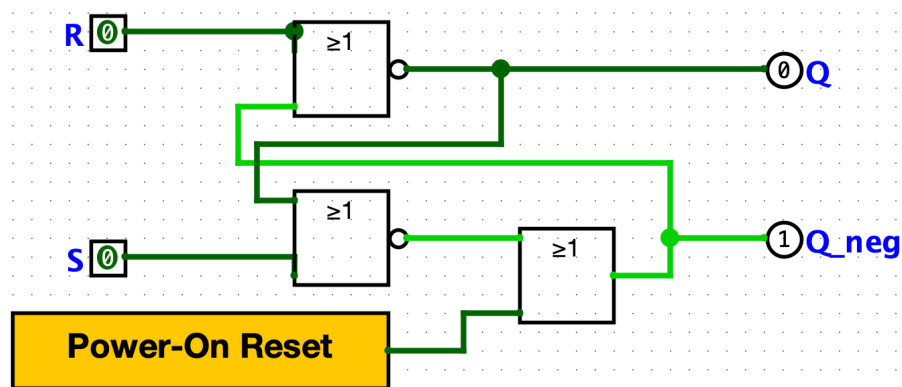 ≥1
R 0
0 Q
≥1
≥1
S 0
1 Q_neg
Power-On Reset